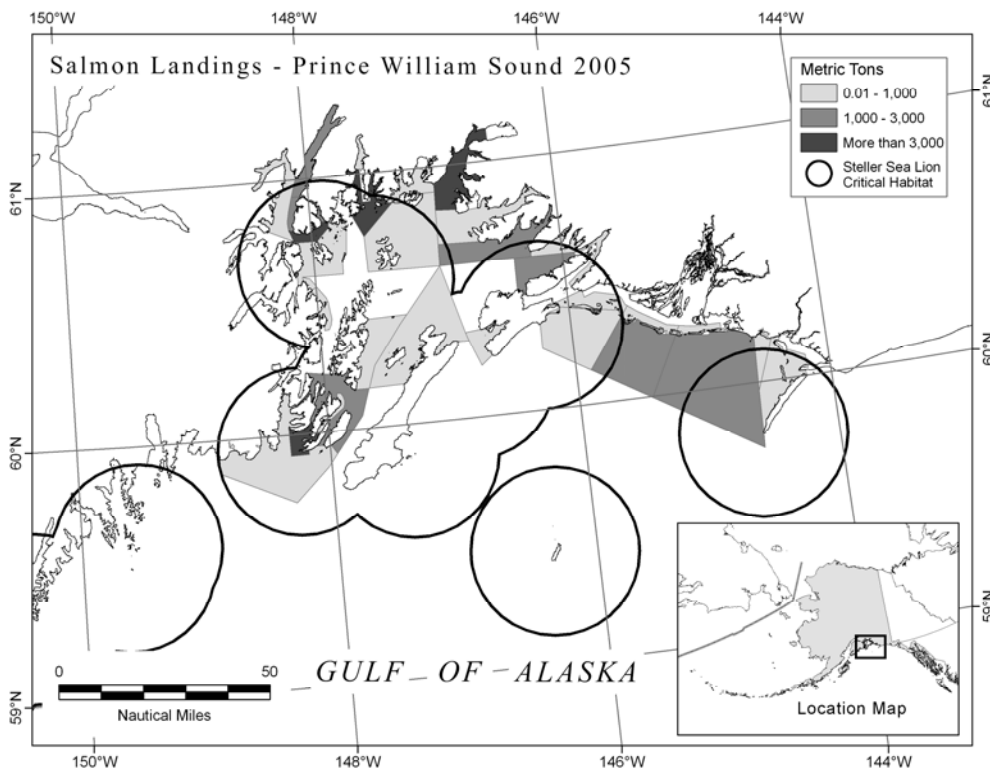 150°W
148°W
146°W
144°W
Salmon Landings - Prince William Sound 2005
Metric Tons
0.01 - 1,000
1,000 - 3,000
More than 3,000
Steller Sea Lion
Critical Habitat
61°N
61°N
60°N
60°N
59°N
59°N
0
50
Nautical Miles
GULF OF ALASKA
Location Map
150°W
148°W
146°W
144°W